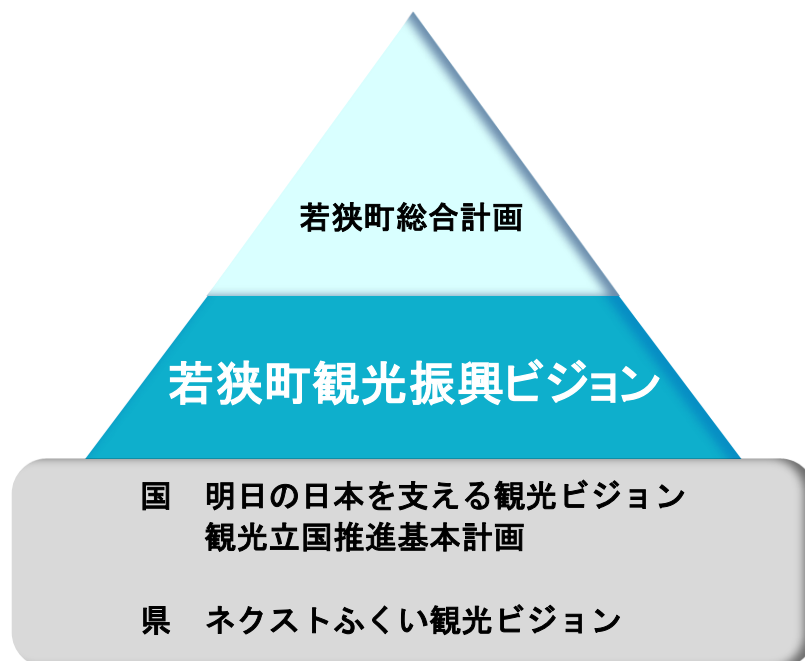 若狭町総合計画
若狭町観光振興ビジョン
国　明日の日本を支える観光ビジョン
観光立国推進基本計画
県　ネクストふくい観光ビジョン